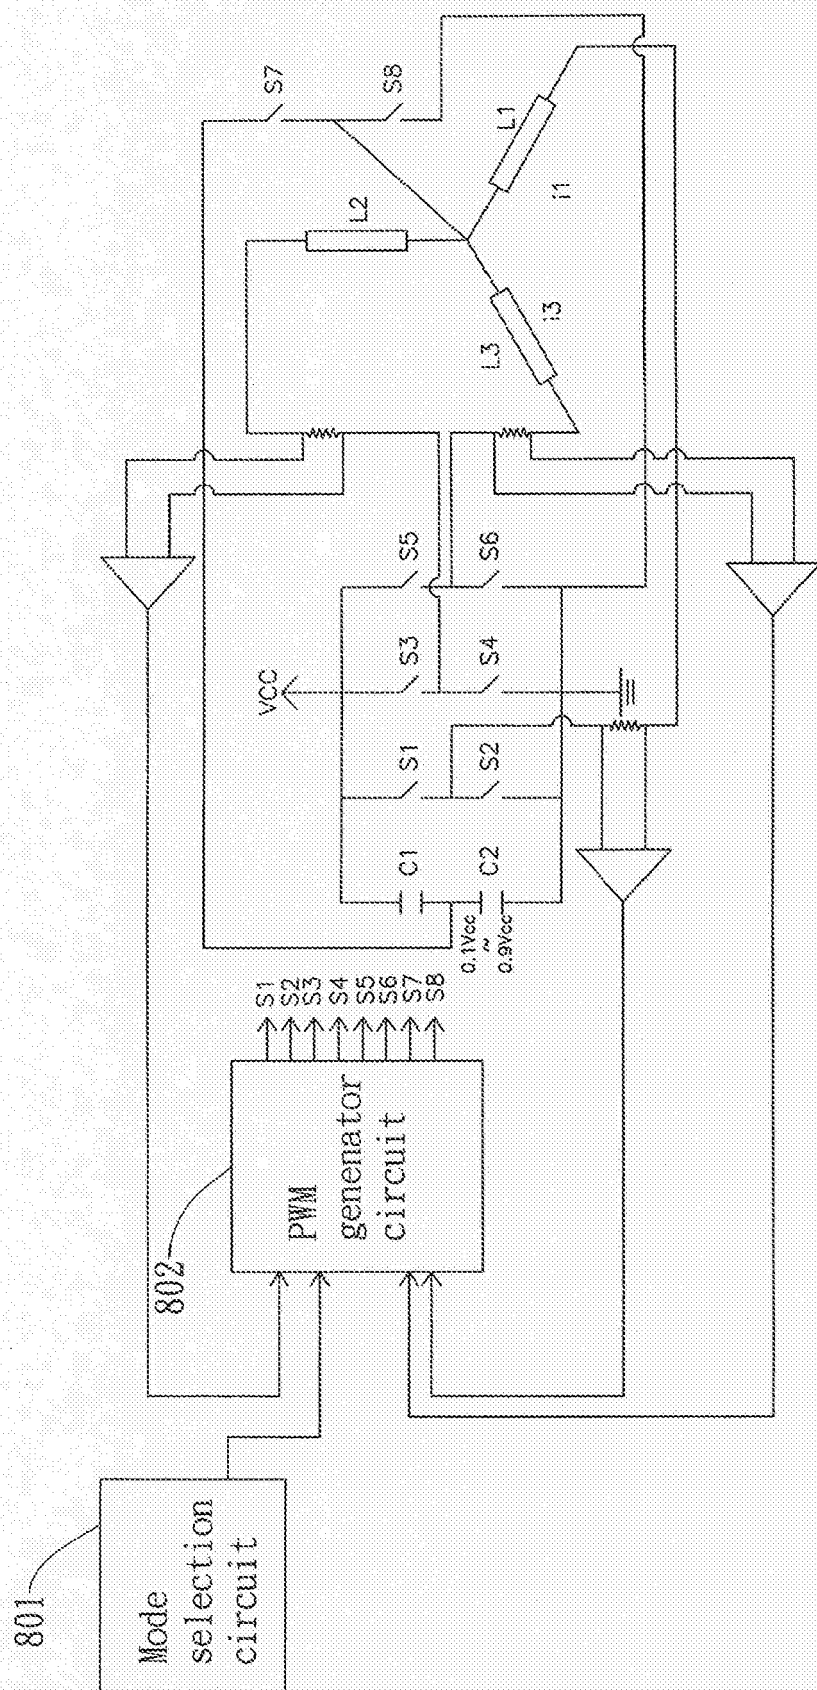 801
Mode
selection
circuit
802
PWM
genenator
circuit
S1
S2
S3
S4
S5
S6
S7
S8
VCC
C1
C2
0.1Vcc
~
0.9Vcc
S1
S2
S3
S4
S5
S6
S7
S8
L2
L1
i1
L3
i3